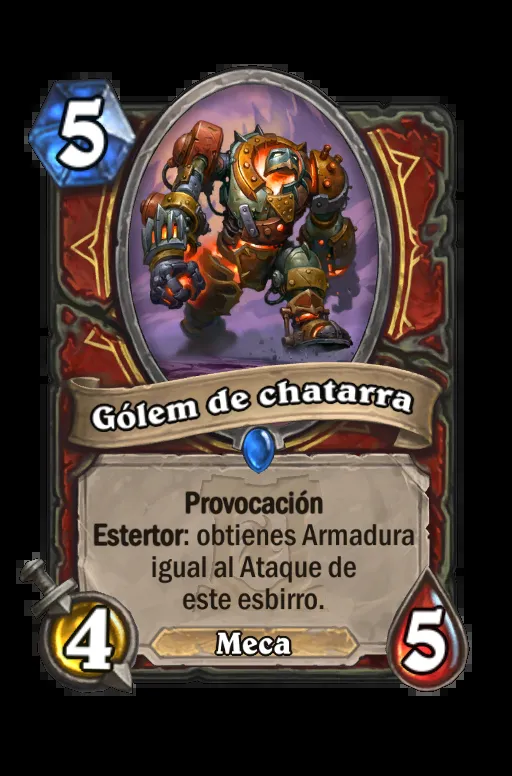 5
Gólem de chatarra
Provocación
Estertor: obtienes Armadura
igual al Ataque de
este esbirro.
4
Meca
5